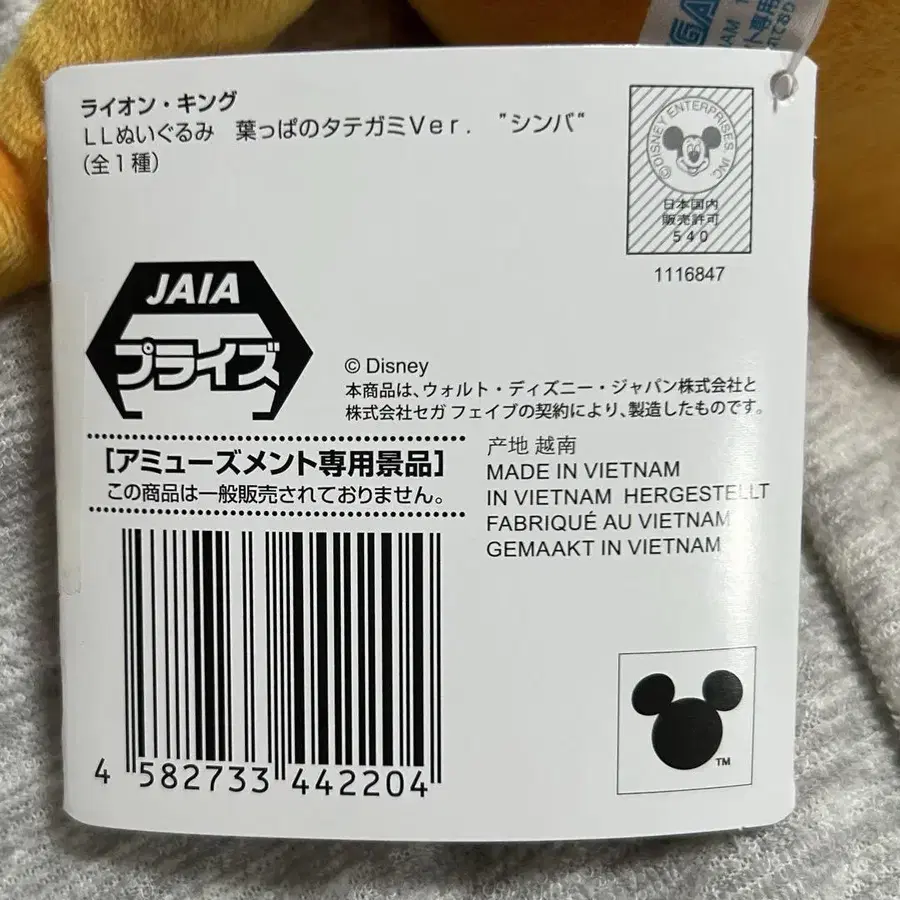 ライオン・キング
LLぬいぐるみ 葉っぱのタテガミVer. ”シンバ“
(全1種)
©DISNEY ENTERPRISES, INC
日本国内
販売許可
540
1116847
JAIA
プライズ
© Disney
本商品は、ウォルト・ディズニー・ジャパン株式会社と
株式会社セガ フェイブの契約により、製造したものです。
[アミューズメント専用景品]
この商品は一般販売されておりません。
产地 越南
MADE IN VIETNAM
IN VIETNAM HERGESTELLT
FABRIQUÉ AU VIETNAM
GEMAAKT IN VIETNAM
4 582733 442204
TM